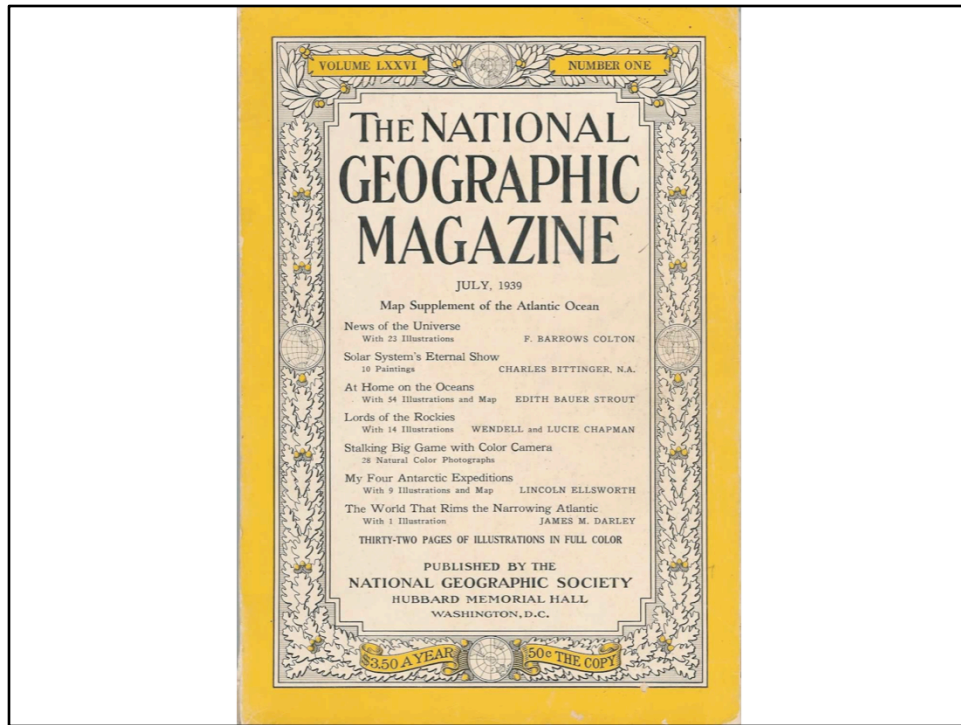 VOLUME LXXVI NUMBER ONE
THE NATIONAL
GEOGRAPHIC
MAGAZINE
JULY, 1939
Map Supplement of the Atlantic Ocean
News of the Universe
With 23 Illustrations F. BARROWS COLTON
Solar System's Eternal Show
10 Paintings CHARLES BITTINGER, N.A.
At Home on the Oceans
With 54 Illustrations and Map EDITH BAUER STROUT
Lords of the Rockies
With 14 Illustrations WENDELL and LUCIE CHAPMAN
Stalking Big Game with Color Camera
28 Natural Color Photographs
My Four Antarctic Expeditions
With 9 Illustrations and Map LINCOLN ELLSWORTH
The World That Rims the Narrowing Atlantic
With 1 Illustration JAMES M. DARLEY
THIRTY-TWO PAGES OF ILLUSTRATIONS IN FULL COLOR
PUBLISHED BY THE
NATIONAL GEOGRAPHIC SOCIETY
HUBBARD MEMORIAL HALL
WASHINGTON, D.C.
$3.50 A YEAR 50¢ THE COPY